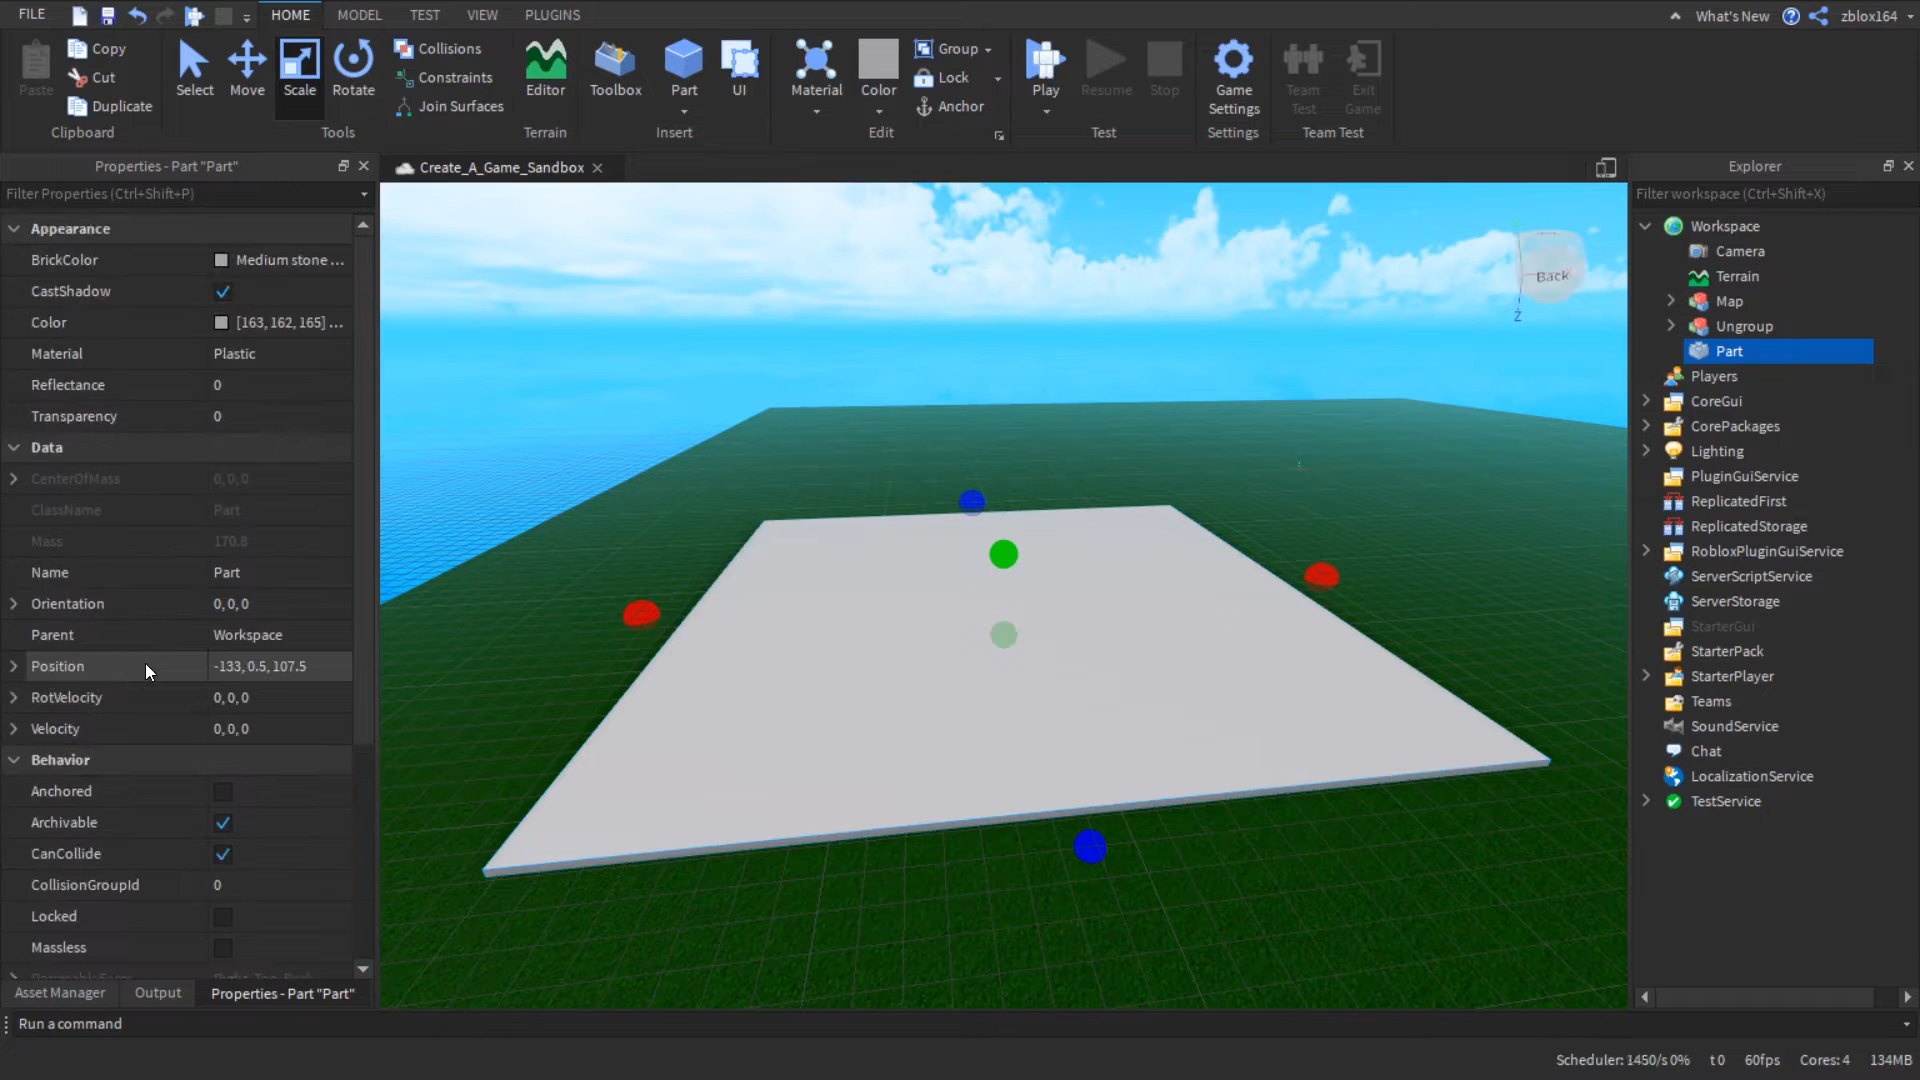 FILE
HOME
MODEL
TEST
VIEW
PLUGINS
What's New
zblox164
Paste
Copy
Cut
Duplicate
Clipboard
Select
Move
Scale
Rotate
Collisions
Constraints
Join Surfaces
Tools
Editor
Terrain
Toolbox
Part
UI
Insert
Material
Color
Group
Lock
Anchor
Edit
Play
Resume
Stop
Test
Game
Settings
Settings
Team
Test
Exit
Game
Team Test
Properties - Part "Part"
Filter Properties (Ctrl+Shift+P)
Appearance
BrickColor Medium stone ...
CastShadow
Color [163, 162, 165] ...
Material Plastic
Reflectance 0
Transparency 0
Data
CenterOfMass 0, 0, 0
ClassName Part
Mass 170.8
Name Part
Orientation 0, 0, 0
Parent Workspace
Position -133, 0.5, 107.5
RotVelocity 0, 0, 0
Velocity 0, 0, 0
Behavior
Anchored
Archivable
CanCollide
CollisionGroupId 0
Locked
Massless
Asset Manager
Output
Properties - Part "Part"
Run a command
Create_A_Game_Sandbox
Back
Z
Explorer
Filter workspace (Ctrl+Shift+X)
Workspace
Camera
Terrain
Map
Ungroup
Part
Players
CoreGui
CorePackages
Lighting
PluginGuiService
ReplicatedFirst
ReplicatedStorage
RobloxPluginGuiService
ServerScriptService
ServerStorage
StarterGui
StarterPack
StarterPlayer
Teams
SoundService
Chat
LocalizationService
TestService
Scheduler: 1450/s 0% t 0 60fps Cores: 4 134MB